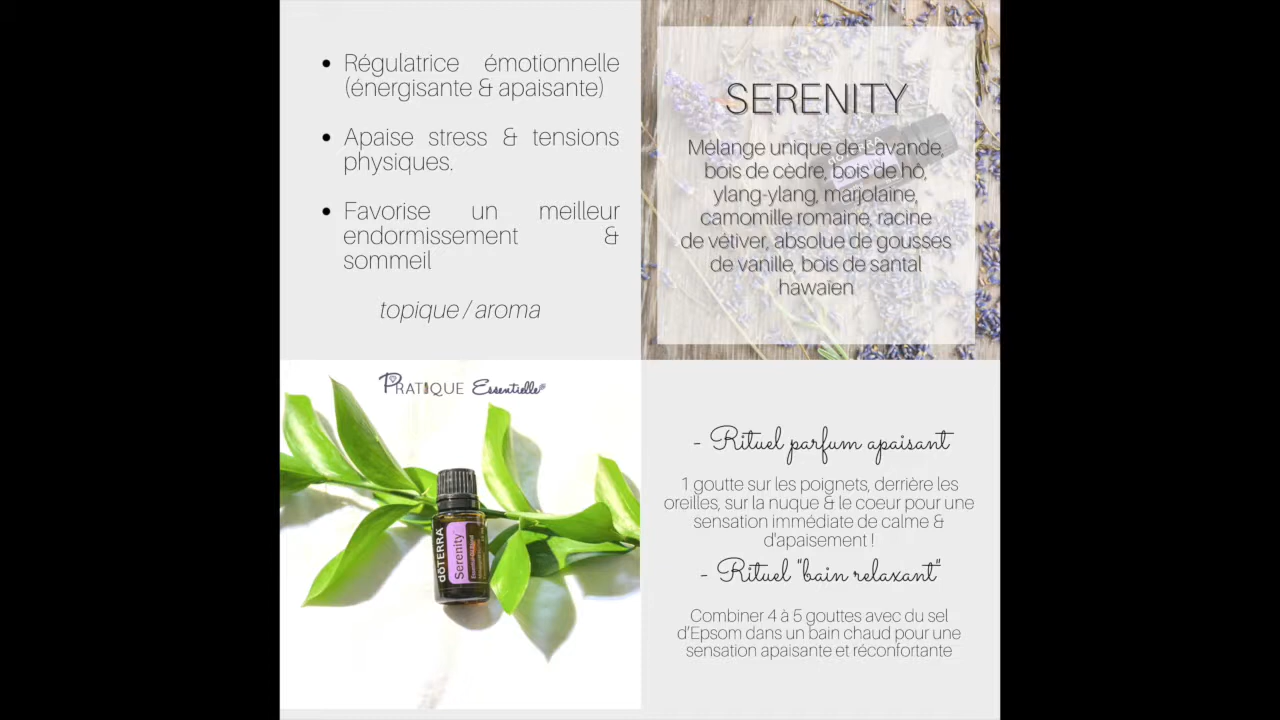 Régulatrice émotionnelle
(énergisante & apaisante)
Apaise stress & tensions
physiques.
Favorise un meilleur
endormissement &
sommeil
topique / aroma
SERENITY
Mélange unique de Lavande,
bois de cèdre, bois de hô,
ylang-ylang, marjolaine,
camomille romaine, racine
de vétiver, absolue de gousses
de vanille, bois de santal
hawaïen
PRATIQUE Essentielle
dōTERRA
Serenity
- Rituel parfum apaisant
1 goutte sur les poignets, derrière les
oreilles, sur la nuque & le coeur pour une
sensation immédiate de calme &
d'apaisement !
- Rituel "bain relaxant"
Combiner 4 à 5 gouttes avec du sel
d'Epsom dans un bain chaud pour une
sensation apaisante et réconfortante